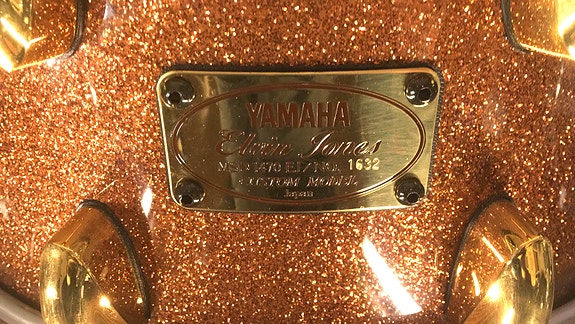 YAMAHA
Elvin Jones
MSD-1470 EJ/NO. 1632
CUSTOM MODEL
Japan